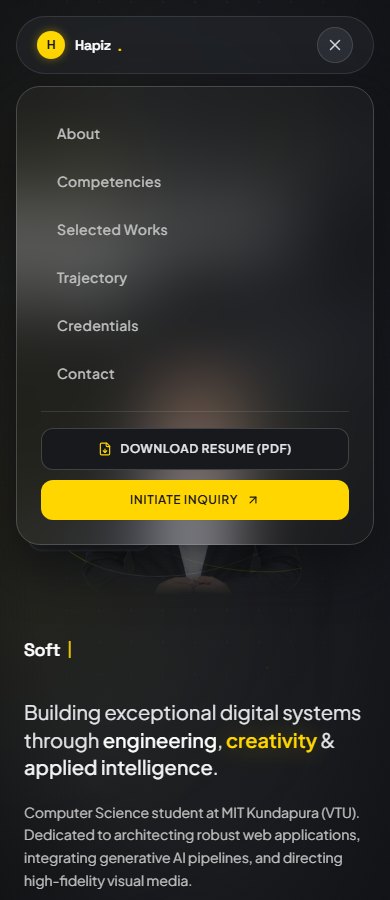 H Hapiz .
About
Competencies
Selected Works
Trajectory
Credentials
Contact
DOWNLOAD RESUME (PDF)
INITIATE INQUIRY
Soft |
Building exceptional digital systems
through engineering, creativity &
applied intelligence.
Computer Science student at MIT Kundapura (VTU).
Dedicated to architecting robust web applications,
integrating generative AI pipelines, and directing
high-fidelity visual media.